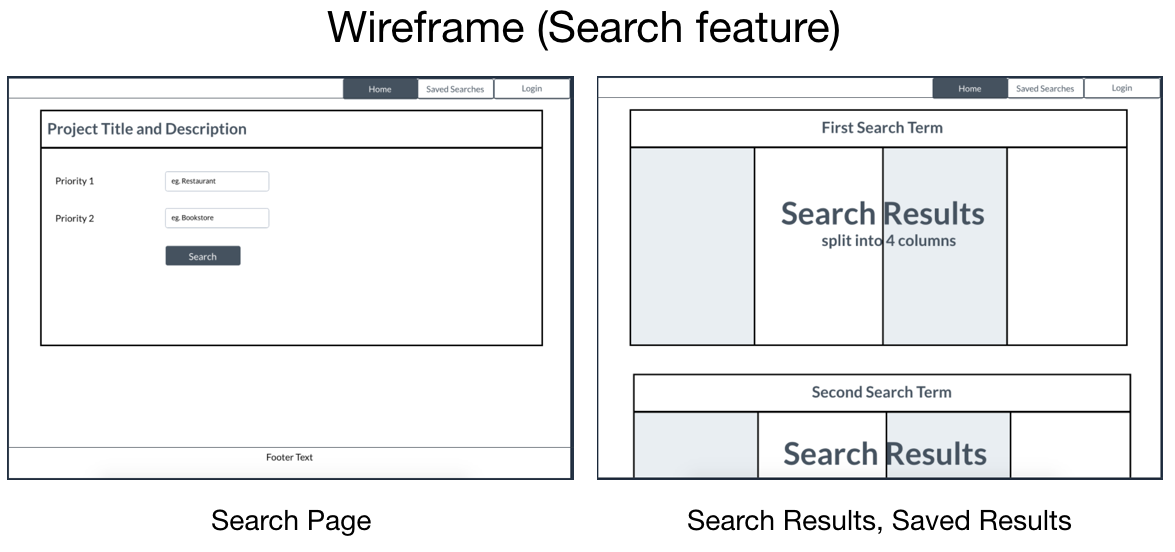 Wireframe (Search feature)
Home Saved Searches Login
Project Title and Description
Priority 1 eg. Restaurant
Priority 2 eg. Bookstore
Search
Footer Text
Search Page
Home Saved Searches Login
First Search Term
Search Results
split into 4 columns
Second Search Term
Search Results
Search Results, Saved Results